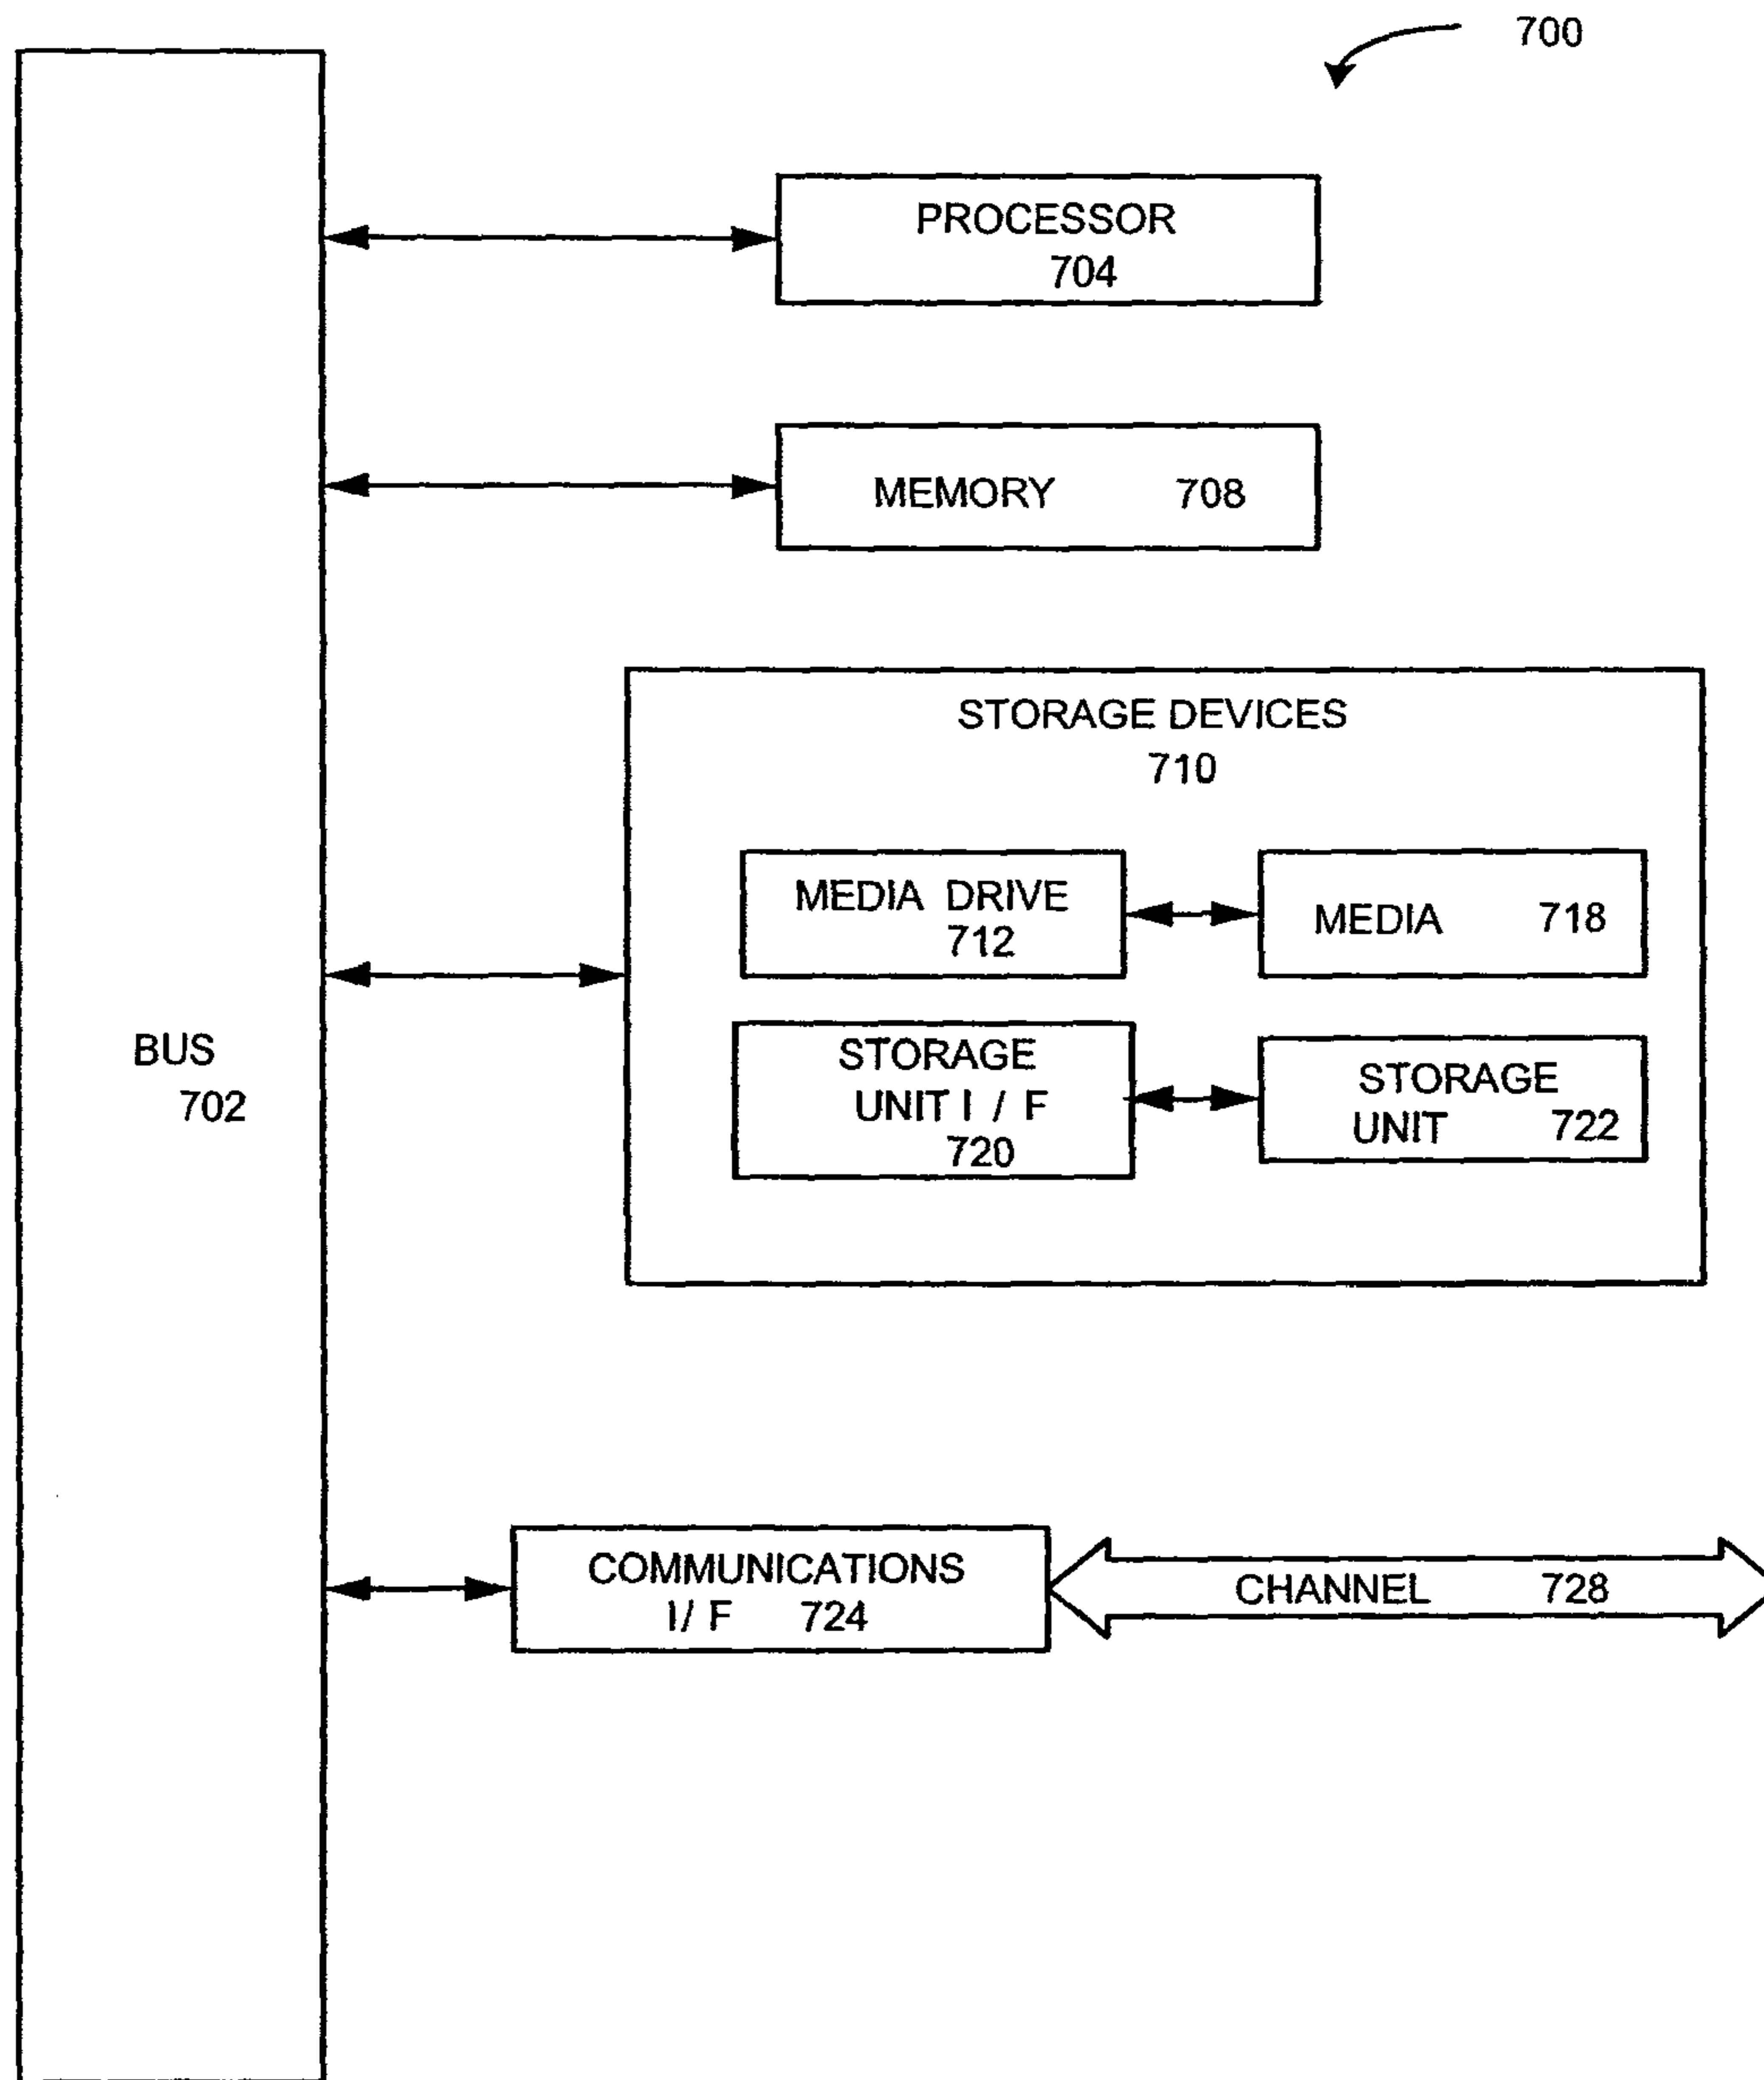 700
PROCESSOR
704
MEMORY 708
STORAGE DEVICES
710
MEDIA DRIVE
712
MEDIA 718
BUS
702
STORAGE
UNIT I / F
720
STORAGE
UNIT 722
COMMUNICATIONS
I/ F 724
CHANNEL 728